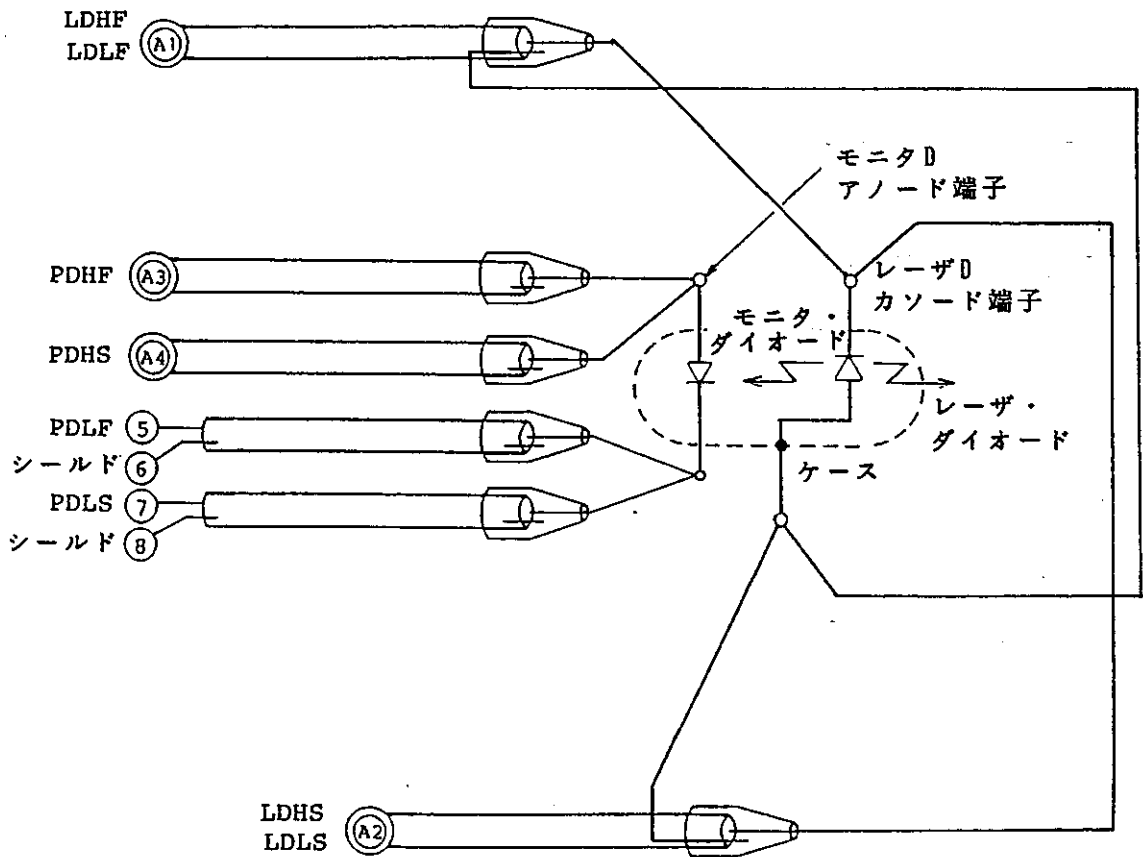 LDHF
LDLF
A1
モニタD
アノード端子
PDHF
A3
レーザD
カソード端子
モニタ・
ダイオード
PDHS
A4
PDLF
5
レーザ・
ダイオード
シールド
6
ケース
PDLS
7
シールド
8
LDHS
LDLS
A2